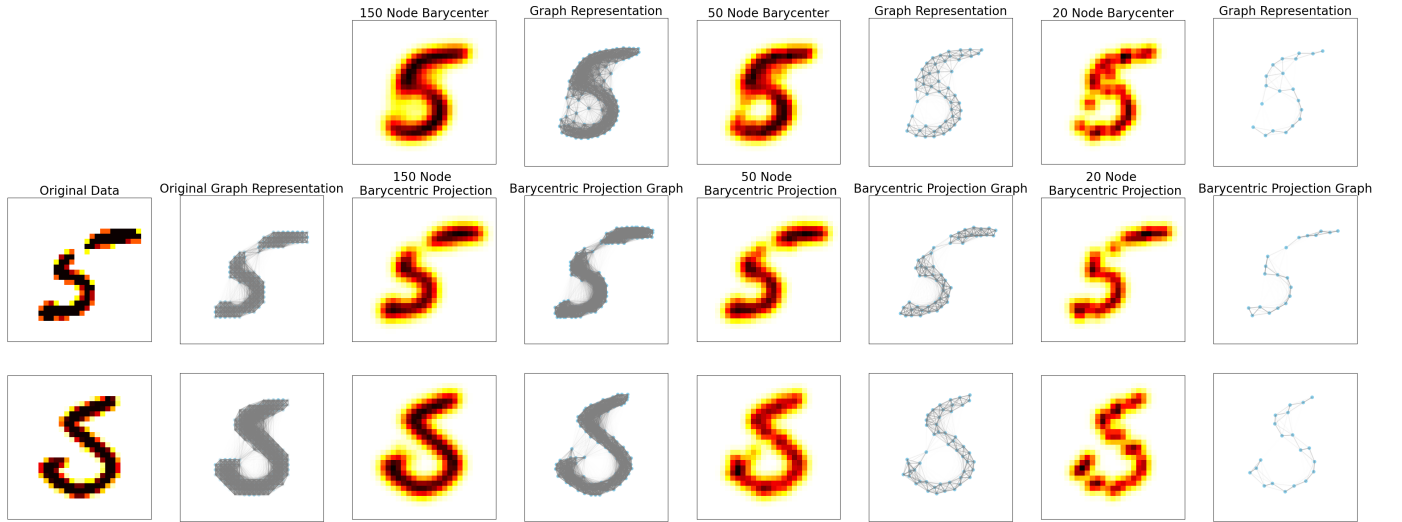 150 Node Barycenter
Graph Representation
50 Node Barycenter
Graph Representation
20 Node Barycenter
Graph Representation
Original Data
Original Graph Representation
150 Node
Barycentric Projection
Barycentric Projection Graph
50 Node
Barycentric Projection
Barycentric Projection Graph
20 Node
Barycentric Projection
Barycentric Projection Graph